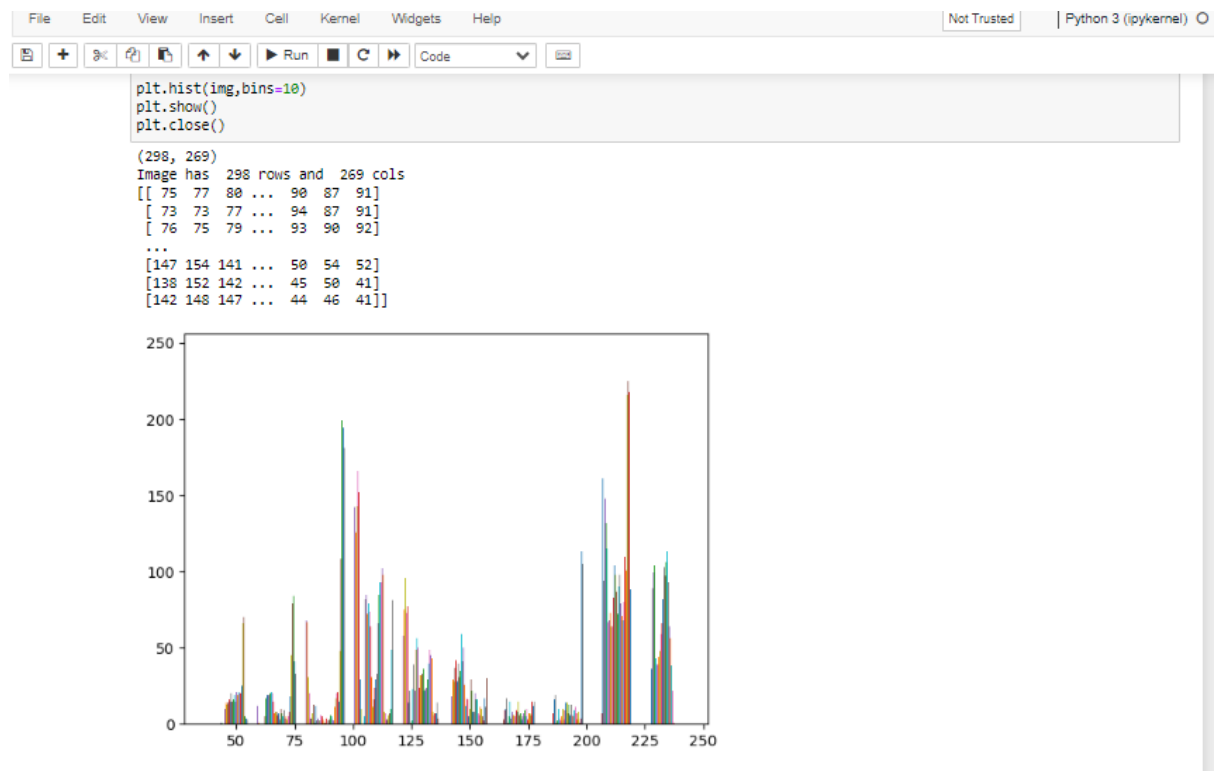 File Edit View Insert Cell Kernel Widgets Help Not Trusted Python 3 (ipykernel)
Run Code
plt.hist(img,bins=10)
plt.show()
plt.close()
(298, 269)
Image has  298 rows and  269 cols
[[ 75  77  80 ...  90  87  91]
 [ 73  73  77 ...  94  87  91]
 [ 76  75  79 ...  93  90  92]
 ...
 [147 154 141 ...  50  54  52]
 [138 152 142 ...  45  50  41]
 [142 148 147 ...  44  46  41]]
250
200
150
100
50
0
50 75 100 125 150 175 200 225 250